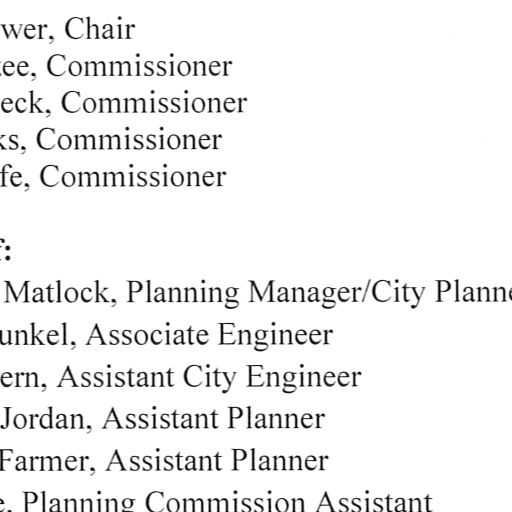 wer, Chair
ee, Commissioner
eck, Commissioner
ks, Commissioner
fe, Commissioner
f:
Matlock, Planning Manager/City Planne
unkel, Associate Engineer
ern, Assistant City Engineer
Jordan, Assistant Planner
Farmer, Assistant Planner
e, Planning Commission Assistant